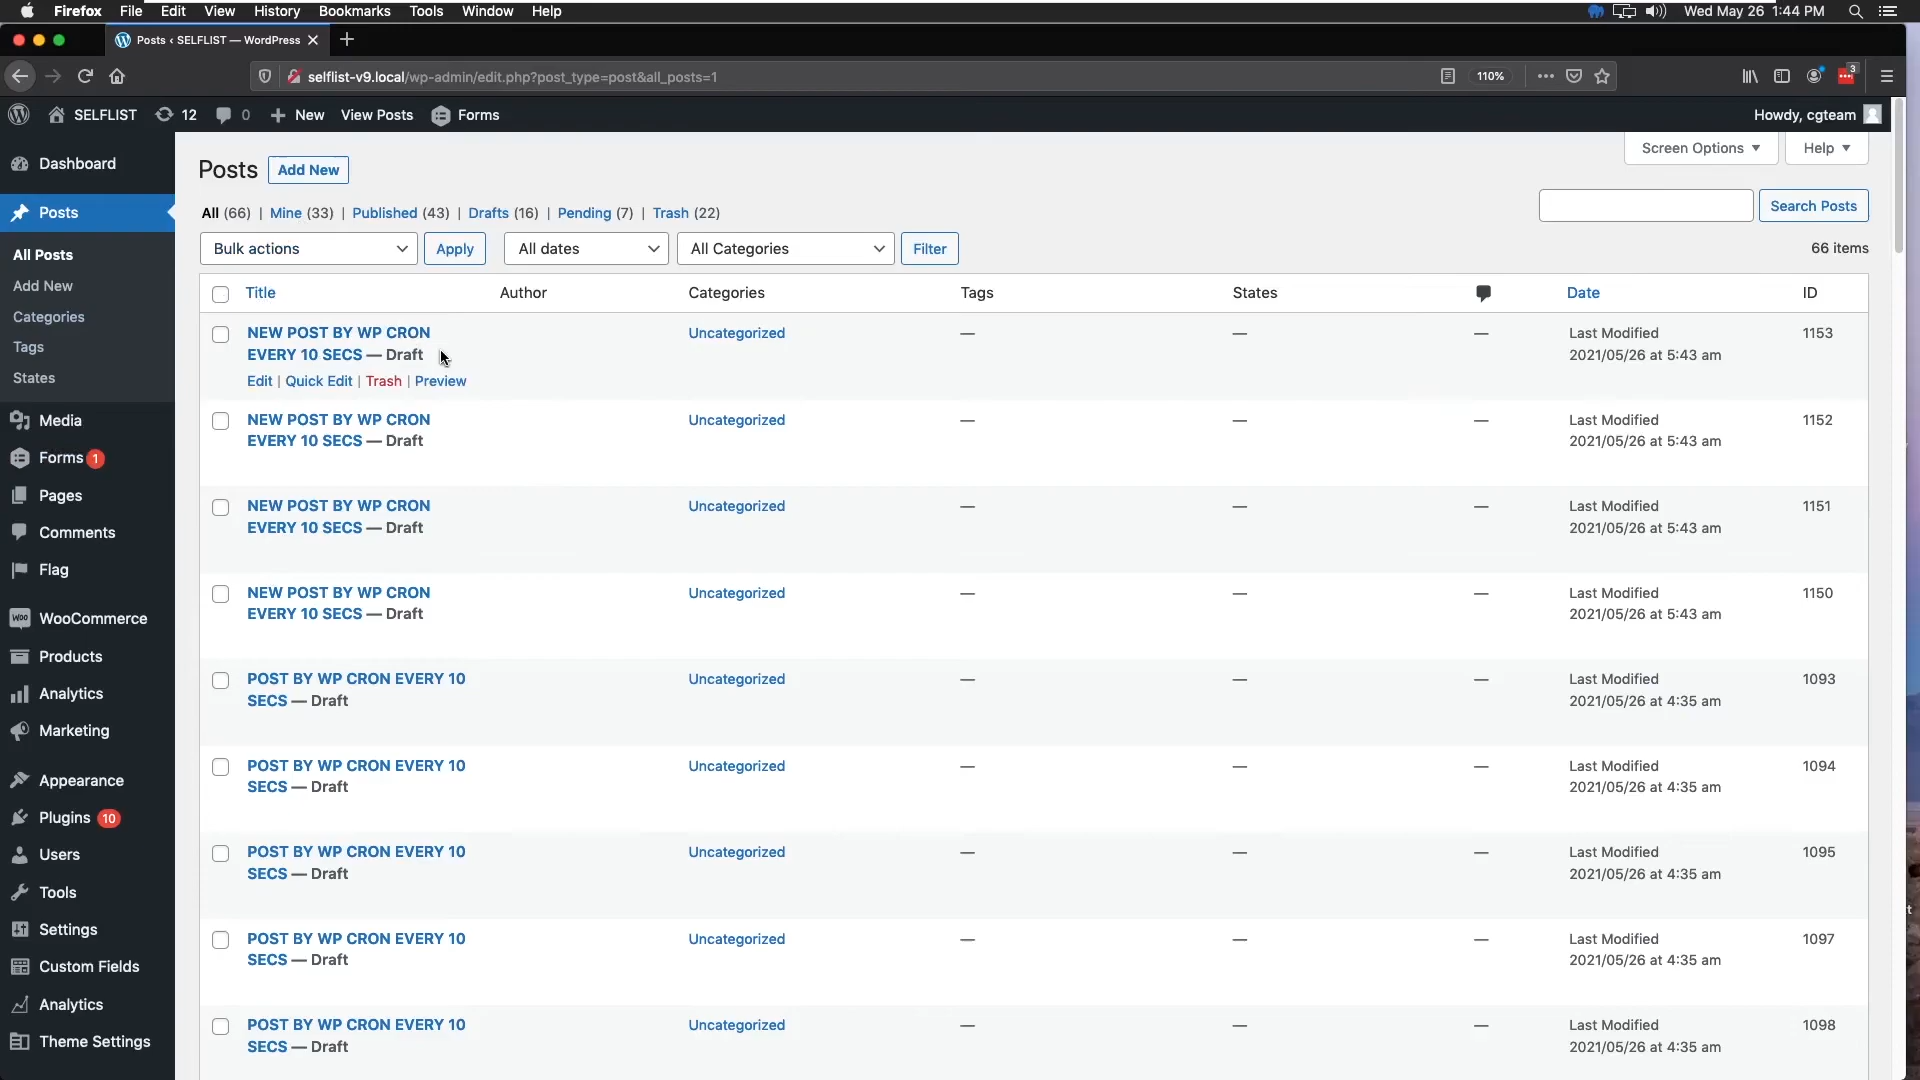 Firefox File Edit View History Bookmarks Tools Window Help Wed May 26 1:44 PM
Posts ‹ SELFLIST — WordPress
selflist-v9.local/wp-admin/edit.php?post_type=post&all_posts=1 110% 3
SELFLIST 12 0 New View Posts Forms Howdy, cgteam
Screen Options Help
Dashboard
Posts
All Posts
Add New
Categories
Tags
States
Media
Forms 1
Pages
Comments
Flag
WooCommerce
Products
Analytics
Marketing
Appearance
Plugins 10
Users
Tools
Settings
Custom Fields
Analytics
Theme Settings
Posts Add New
All (66) | Mine (33) | Published (43) | Drafts (16) | Pending (7) | Trash (22)
Search Posts
Bulk actions Apply All dates All Categories Filter 66 items
Title Author Categories Tags States Date ID
NEW POST BY WP CRON Uncategorized — — — Last Modified 1153
EVERY 10 SECS — Draft 2021/05/26 at 5:43 am
Edit | Quick Edit | Trash | Preview
NEW POST BY WP CRON Uncategorized — — — Last Modified 1152
EVERY 10 SECS — Draft 2021/05/26 at 5:43 am
NEW POST BY WP CRON Uncategorized — — — Last Modified 1151
EVERY 10 SECS — Draft 2021/05/26 at 5:43 am
NEW POST BY WP CRON Uncategorized — — — Last Modified 1150
EVERY 10 SECS — Draft 2021/05/26 at 5:43 am
POST BY WP CRON EVERY 10 Uncategorized — — — Last Modified 1093
SECS — Draft 2021/05/26 at 4:35 am
POST BY WP CRON EVERY 10 Uncategorized — — — Last Modified 1094
SECS — Draft 2021/05/26 at 4:35 am
POST BY WP CRON EVERY 10 Uncategorized — — — Last Modified 1095
SECS — Draft 2021/05/26 at 4:35 am
POST BY WP CRON EVERY 10 Uncategorized — — — Last Modified 1097
SECS — Draft 2021/05/26 at 4:35 am
POST BY WP CRON EVERY 10 Uncategorized — — — Last Modified 1098
SECS — Draft 2021/05/26 at 4:35 am